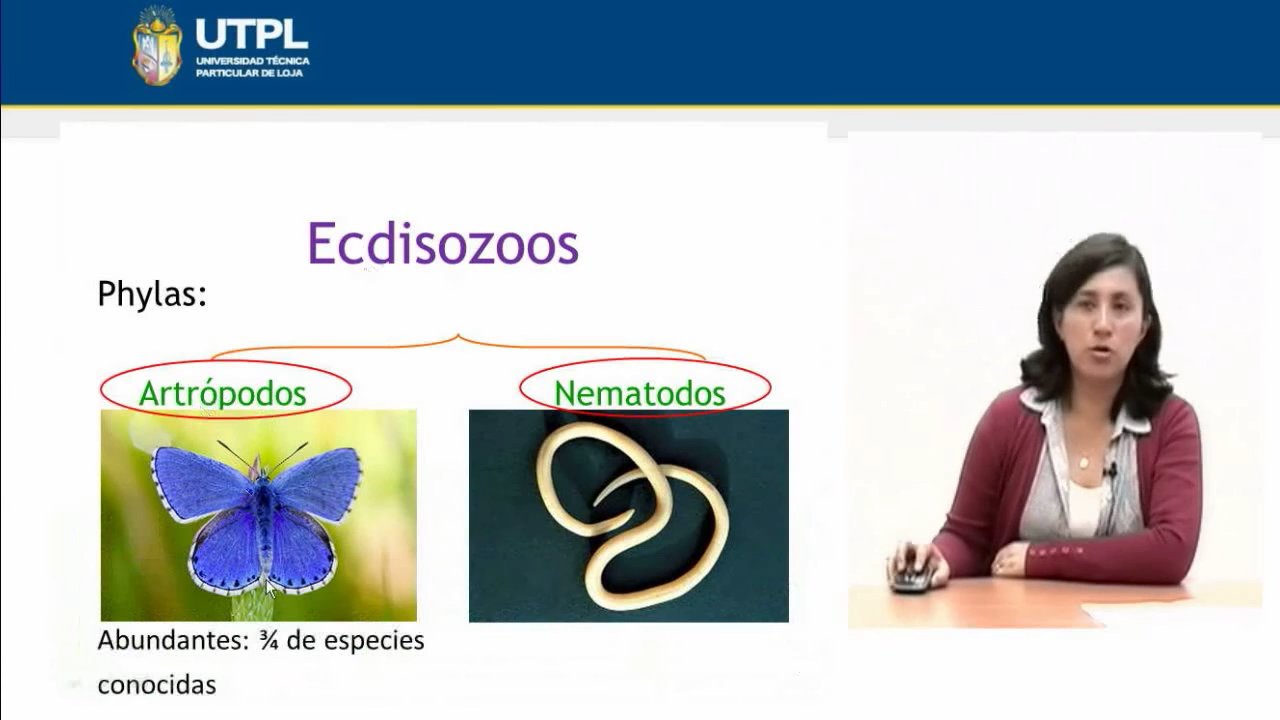 UTPL
UNIVERSIDAD TÉCNICA
PARTICULAR DE LOJA
Ecdisozoos
Phylas:
Artrópodos
Nematodos
Abundantes: ¾ de especies
conocidas